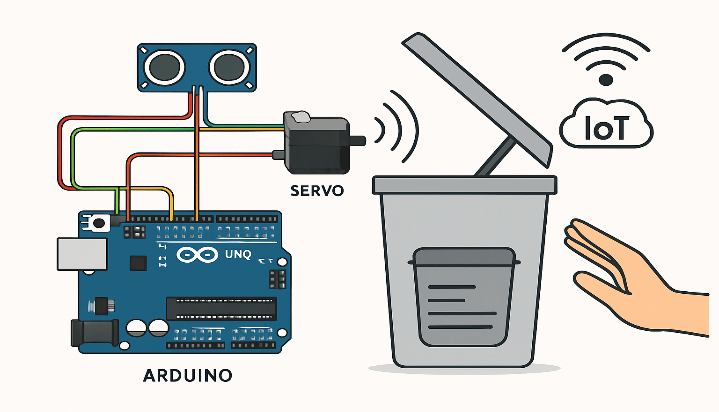 IoT
SERVO
UNQ
ARDUINO